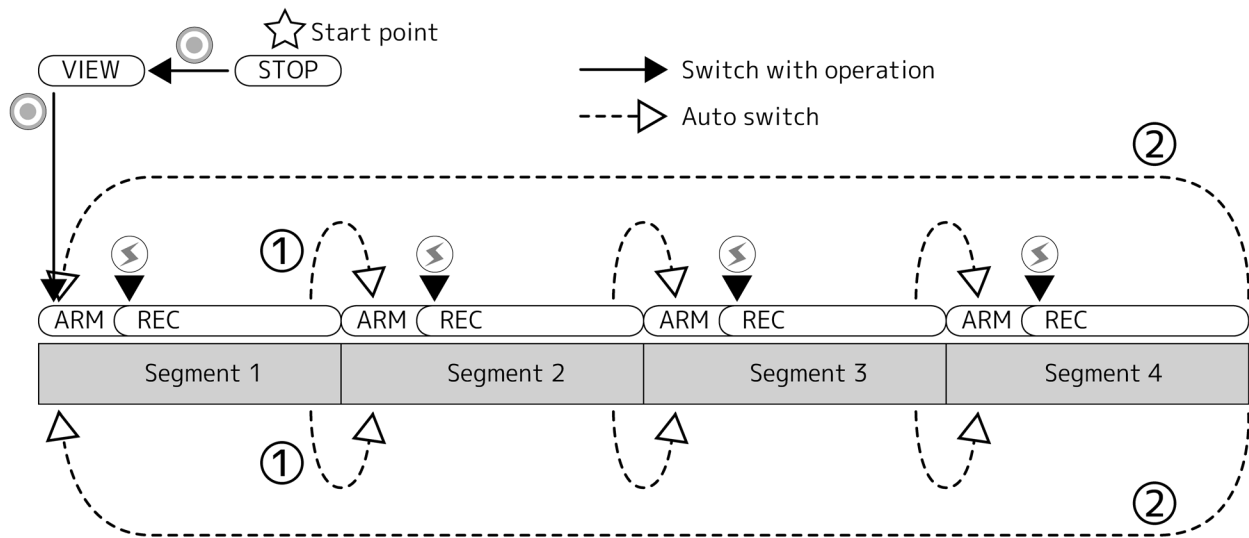 Start point
VIEW
STOP
Switch with operation
Auto switch
②
①
ARM REC ARM REC ARM REC ARM REC
Segment 1 Segment 2 Segment 3 Segment 4
①
②